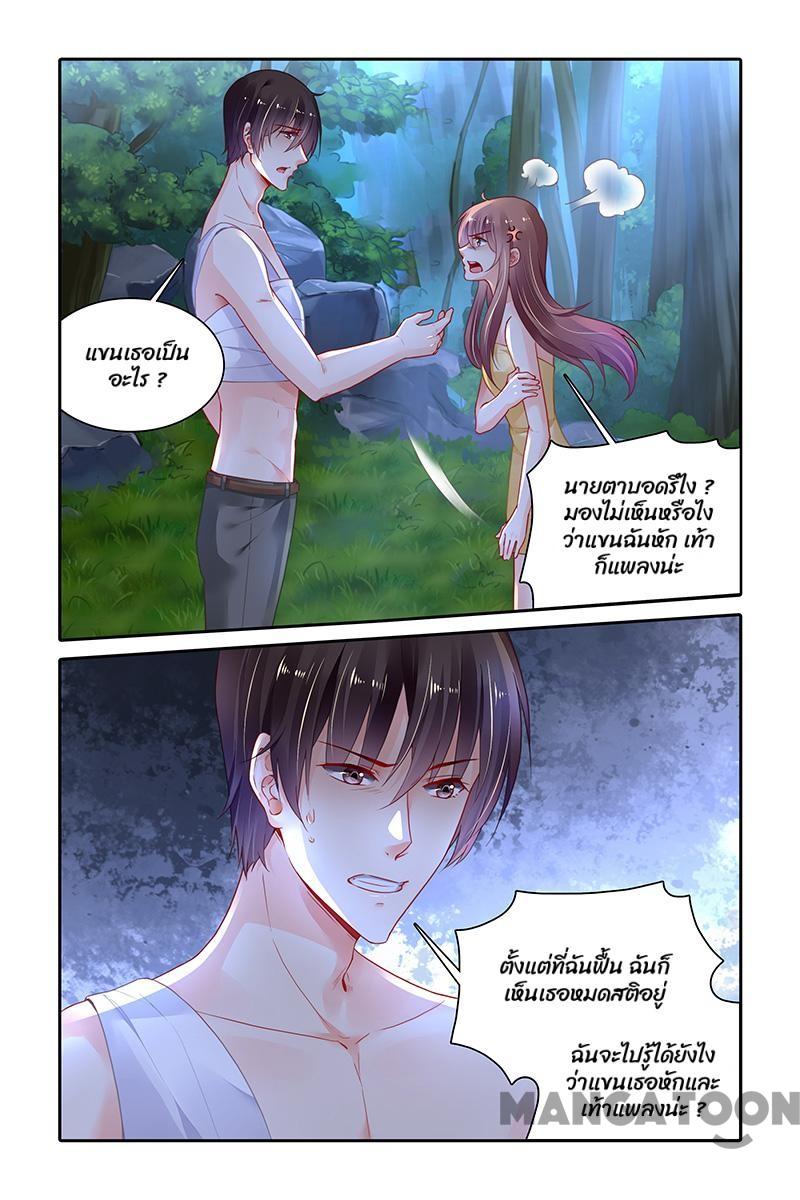 แขนเธอเป็น
อะไร ?
นายตาบอดรึไง ?
มองไม่เห็นหรือไง
ว่าแขนฉันหัก เท้า
ก็แพลงน่ะ
ตั้งแต่ที่ฉันฟื้น ฉันก็
เห็นเธอหมดสติอยู่
ฉันจะไปรู้ได้ยังไง
ว่าแขนเธอหักและ
เท้าแพลงน่ะ ?
MANGATOON